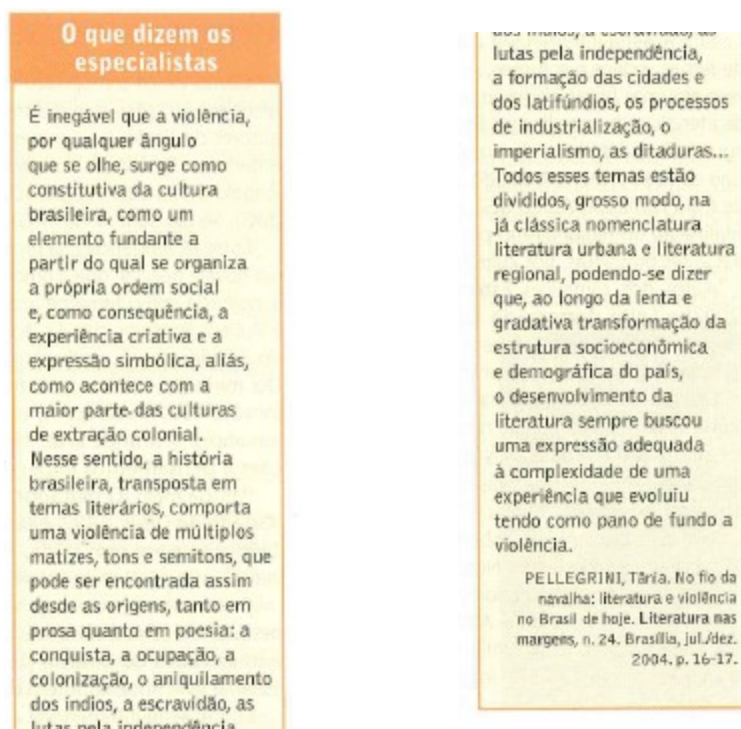 O que dizem os
especialistas
É inegável que a violência,
por qualquer ângulo
que se olhe, surge como
constitutiva da cultura
brasileira, como um
elemento fundante a
partir do qual se organiza
a própria ordem social
e, como consequência, a
experiência criativa e a
expressão simbólica, aliás,
como acontece com a
maior parte das culturas
de extração colonial.
Nesse sentido, a história
brasileira, transposta em
temas literários, comporta
uma violência de múltiplos
matizes, tons e semitons, que
pode ser encontrada assim
desde as origens, tanto em
prosa quanto em poesia: a
conquista, a ocupação, a
colonização, o aniquilamento
dos índios, a escravidão, as
lutas pela independência
dos índios, a escravidão, as
lutas pela independência,
a formação das cidades e
dos latifúndios, os processos
de industrialização, o
imperialismo, as ditaduras...
Todos esses temas estão
divididos, grosso modo, na
já clássica nomenclatura
literatura urbana e literatura
regional, podendo-se dizer
que, ao longo da lenta e
gradativa transformação da
estrutura socioeconômica
e demográfica do país,
o desenvolvimento da
literatura sempre buscou
uma expressão adequada
à complexidade de uma
experiência que evoluiu
tendo como pano de fundo a
violência.
PELLEGRINI, Tânia. No fio da
navalha: literatura e violência
no Brasil de hoje. Literatura nas
margens, n. 24. Brasília, jul./dez.
2004. p. 16-17.